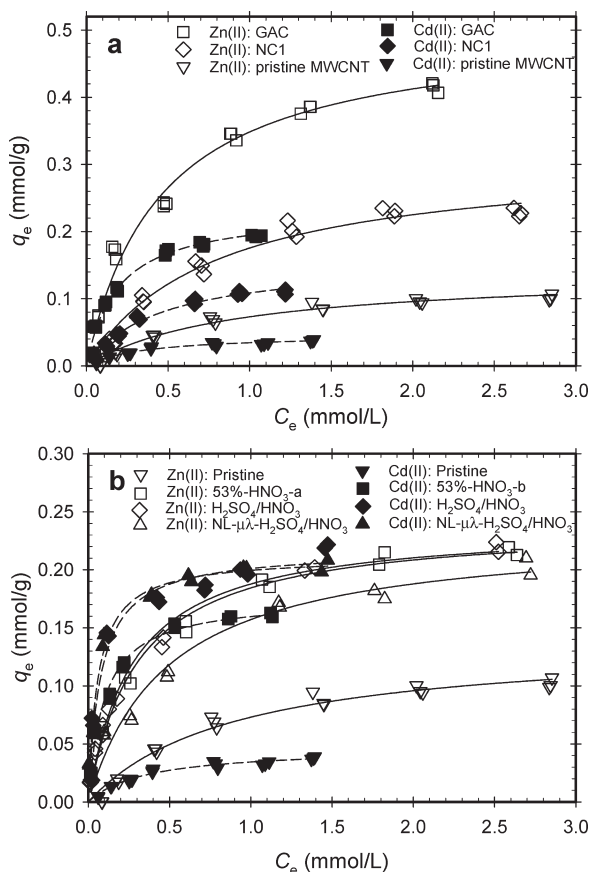 a
Zn(II): GAC
Zn(II): NC1
Zn(II): pristine MWCNT
Cd(II): GAC
Cd(II): NC1
Cd(II): pristine MWCNT
0.5
0.4
0.3
0.2
0.1
0.0
qe (mmol/g)
0.0 0.5 1.0 1.5 2.0 2.5 3.0
Ce (mmol/L)
b
Zn(II): Pristine
Zn(II): 53%-HNO3-a
Zn(II): H2SO4/HNO3
Zn(II): NL-μλ-H2SO4/HNO3
Cd(II): Pristine
Cd(II): 53%-HNO3-b
Cd(II): H2SO4/HNO3
Cd(II): NL-μλ-H2SO4/HNO3
0.30
0.25
0.20
0.15
0.10
0.05
0.00
qe (mmol/g)
0.0 0.5 1.0 1.5 2.0 2.5 3.0
Ce (mmol/L)